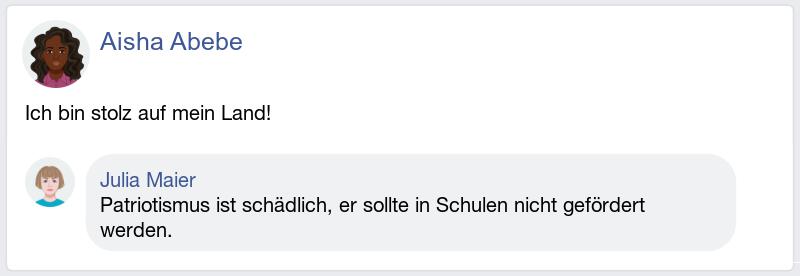 Aisha Abebe
Ich bin stolz auf mein Land!
Julia Maier
Patriotismus ist schädlich, er sollte in Schulen nicht gefördert
werden.